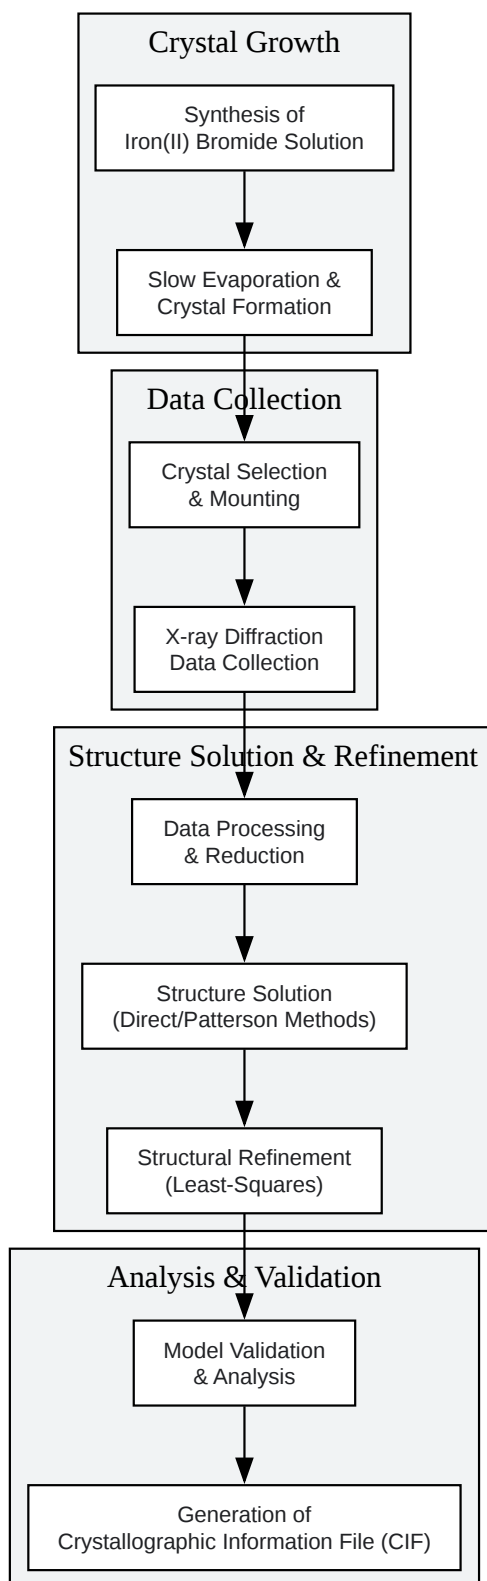 Crystal Growth
Synthesis of
Iron(II) Bromide Solution
Slow Evaporation &
Crystal Formation
Data Collection
Crystal Selection
& Mounting
X-ray Diffraction
Data Collection
Structure Solution & Refinement
Data Processing
& Reduction
Structure Solution
(Direct/Patterson Methods)
Structural Refinement
(Least-Squares)
Analysis & Validation
Model Validation
& Analysis
Generation of
Crystallographic Information File (CIF)